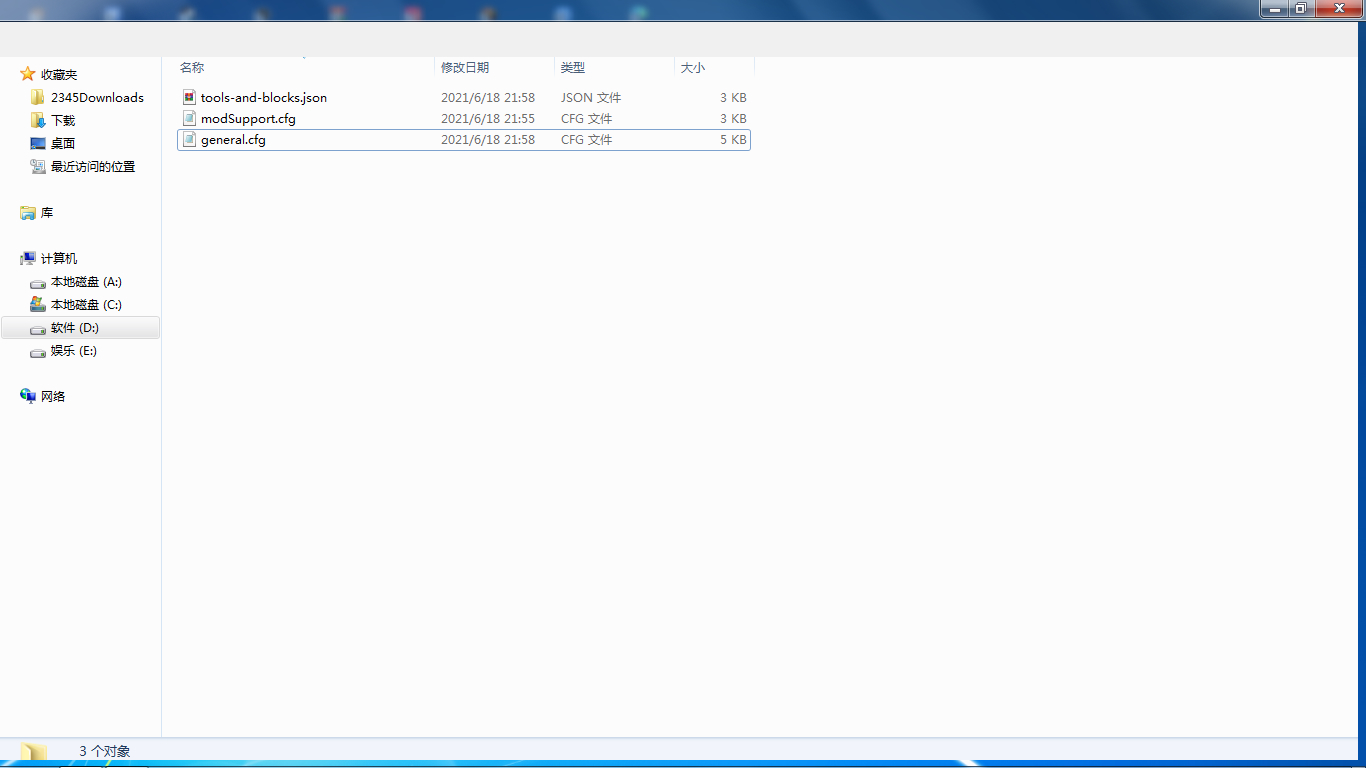 收藏夹
2345Downloads
下载
桌面
最近访问的位置
库
计算机
本地磁盘 (A:)
本地磁盘 (C:)
软件 (D:)
娱乐 (E:)
网络
名称 修改日期 类型 大小
tools-and-blocks.json 2021/6/18 21:58 JSON 文件 3 KB
modSupport.cfg 2021/6/18 21:55 CFG 文件 3 KB
general.cfg 2021/6/18 21:58 CFG 文件 5 KB
3 个对象